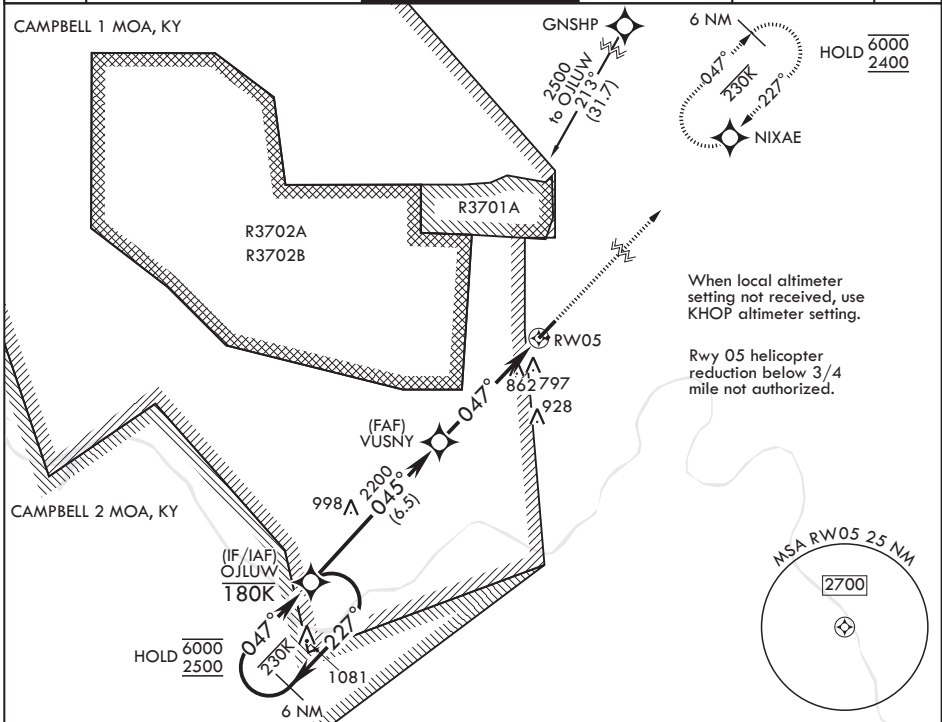 CAMPBELL 1 MOA, KY
GNSHP
2500
to OJLUW
213°
(31.7)
6 NM
047°
230K
227°
HOLD 6000
2400
NIXAE
R3701A
R3702A
R3702B
When local altimeter
setting not received, use
KHOP altimeter setting.
Rwy 05 helicopter
reduction below 3/4
mile not authorized.
RW05
862 797
928
047°
(FAF)
VUSNY
998
2200
045°
(6.5)
CAMPBELL 2 MOA, KY
(IF/IAF)
OJLUW
180K
047°
230K
227°
HOLD 6000
2500
1081
6 NM
MSA RW05 25 NM
2700